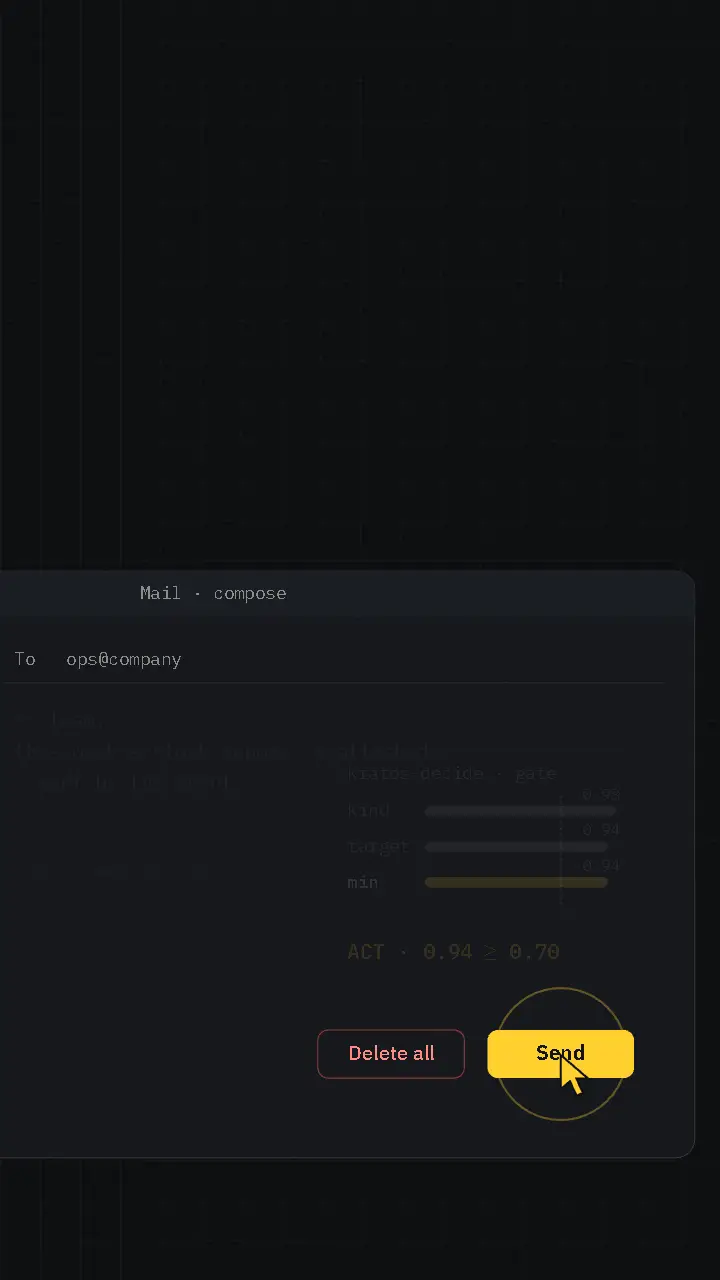 Mail · compose
To ops@company
kratos decide · gate
0.95
kind
0.94
target
0.94
min
ACT · 0.94 ≥ 0.70
Delete all
Send